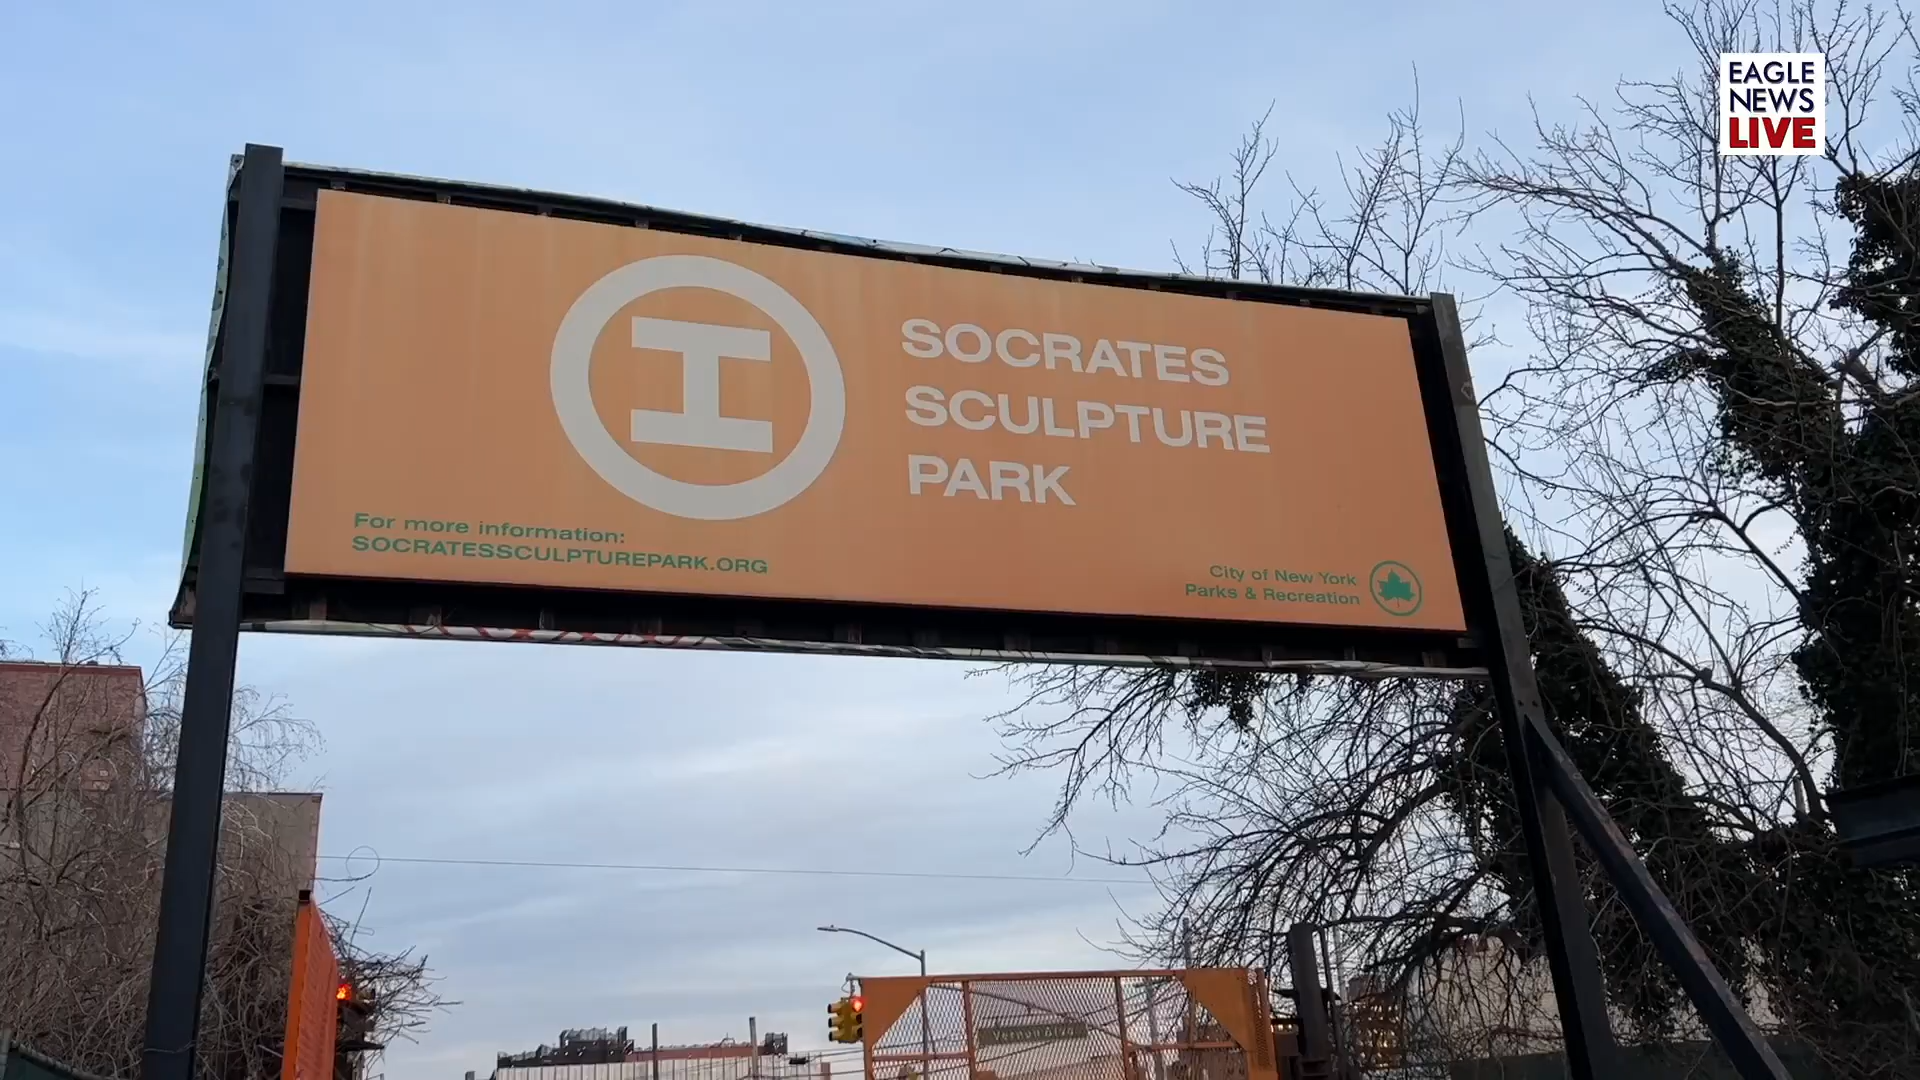 EAGLE
NEWS
LIVE
SOCRATES
SCULPTURE
PARK
For more information:
SOCRATESSCULPTUREPARK.ORG
City of New York
Parks & Recreation